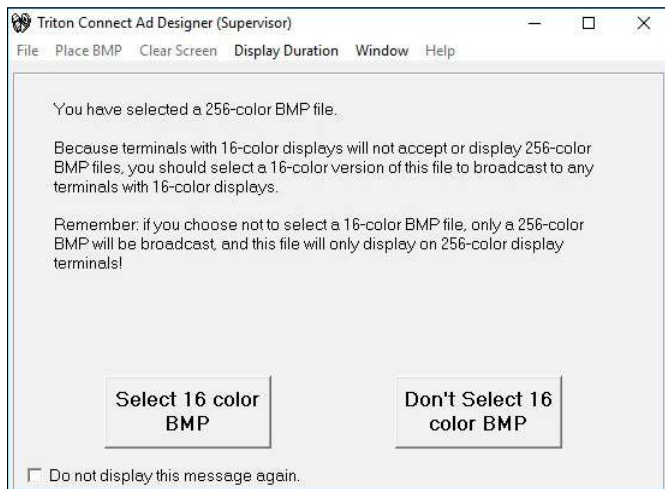 Triton Connect Ad Designer (Supervisor)
File Place BMP Clear Screen Display Duration Window Help
You have selected a 256-color BMP file.
Because terminals with 16-color displays will not accept or display 256-color
BMP files, you should select a 16-color version of this file to broadcast to any
terminals with 16-color displays.
Remember: if you choose not to select a 16-color BMP file, only a 256-color
BMP will be broadcast, and this file will only display on 256-color display
terminals!
Select 16 color
BMP
Don't Select 16
color BMP
Do not display this message again.